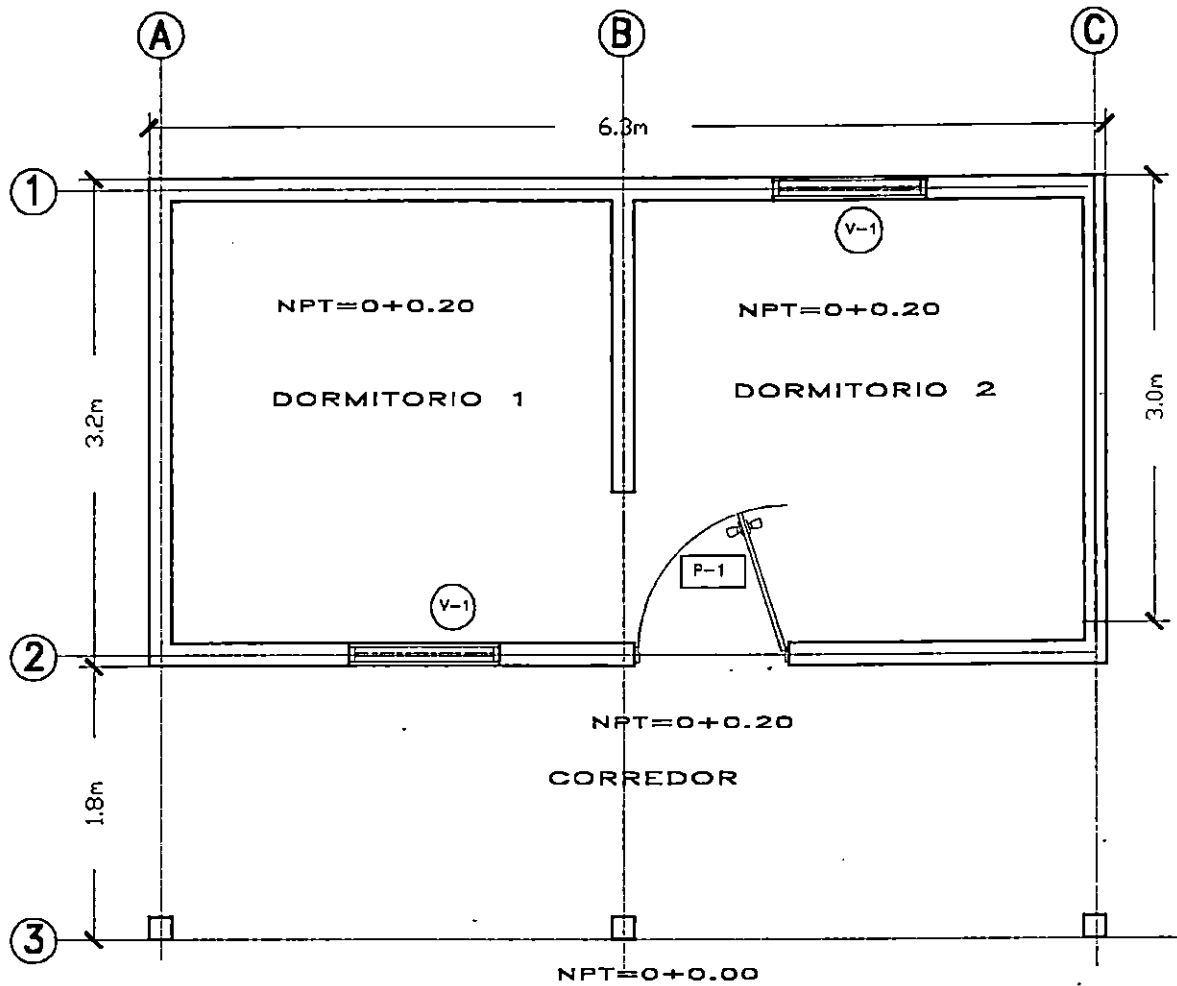 A
B
C
6.3m
1
V-1
NPT=0+0.20
NPT=0+0.20
DORMITORIO 1
DORMITORIO 2
3.2m
3.0m
P-1
V-1
2
NPT=0+0.20
CORREDOR
1.8m
3
NPT=0+0.00